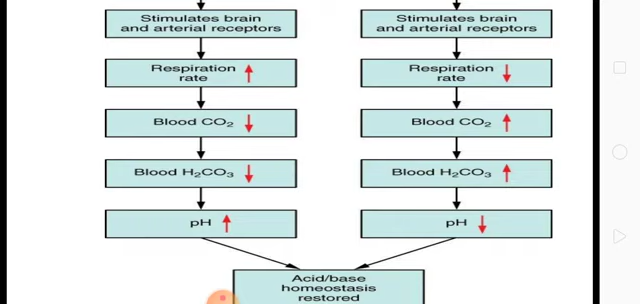 Stimulates brain
and arterial receptors
Respiration
rate
Blood CO₂
Blood H₂CO₃
pH
Stimulates brain
and arterial receptors
Respiration
rate
Blood CO₂
Blood H₂CO₃
pH
Acid/base
homeostasis
restored